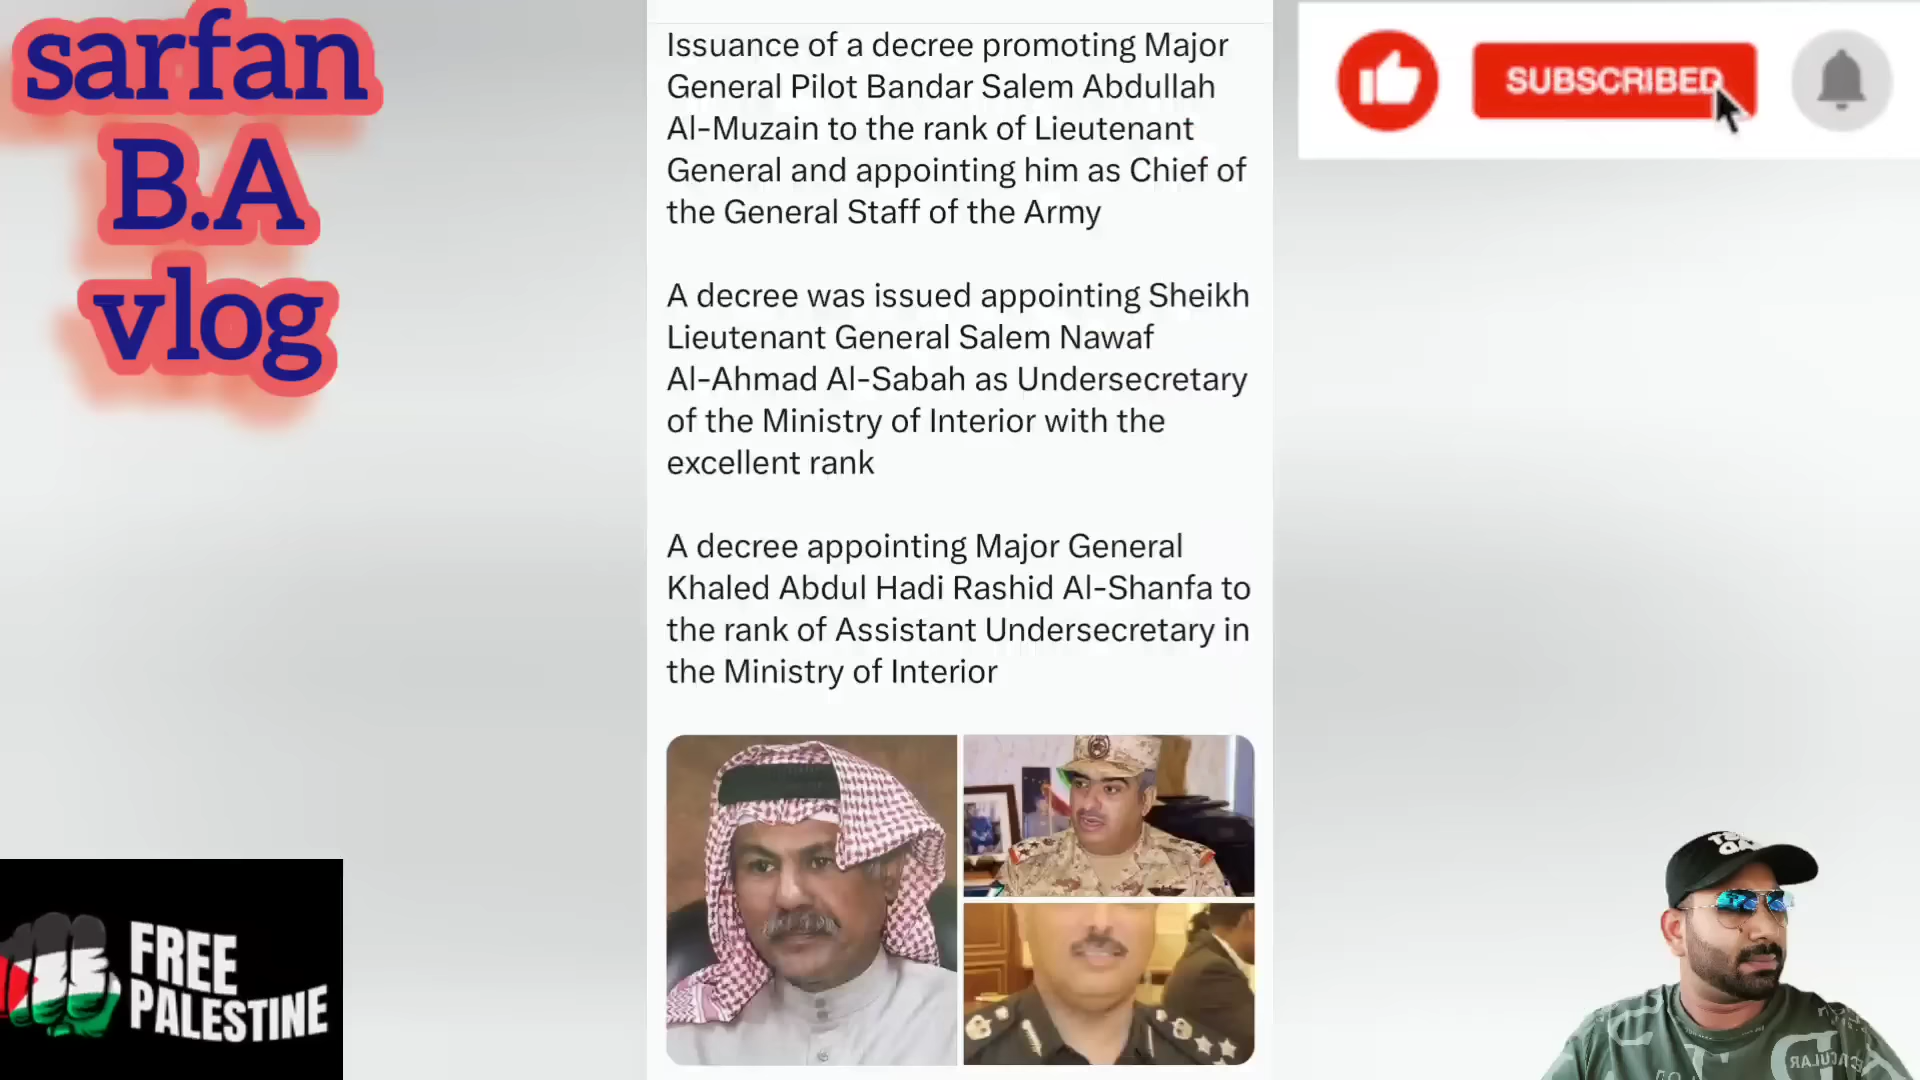 sarfan
B.A
vlog
Issuance of a decree promoting Major
General Pilot Bandar Salem Abdullah
Al-Muzain to the rank of Lieutenant
General and appointing him as Chief of
the General Staff of the Army
A decree was issued appointing Sheikh
Lieutenant General Salem Nawaf
Al-Ahmad Al-Sabah as Undersecretary
of the Ministry of Interior with the
excellent rank
A decree appointing Major General
Khaled Abdul Hadi Rashid Al-Shanfa to
the rank of Assistant Undersecretary in
the Ministry of Interior
SUBSCRIBED
FREE
PALESTINE